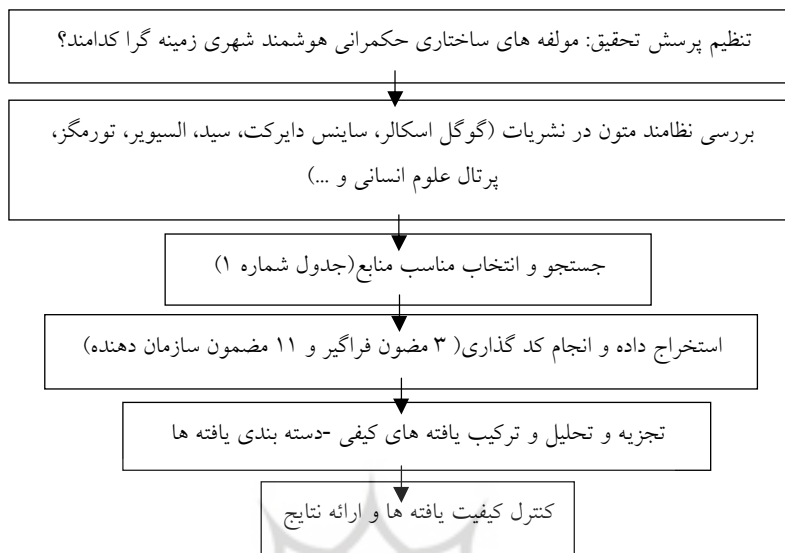 تنظیم پرسش تحقیق: مولفه های ساختاری حکمرانی هوشمند شهری زمینه گرا کدامند؟
بررسی نظامند متون در نشریات (گوگل اسکالر، ساینس دایرکت، سید، السیویر، تورمگز،
پرتال علوم انسانی و ...)
جستجو و انتخاب مناسب منابع(جدول شماره ۱)
استخراج داده و انجام کد گذاری( ۳ مضون فراگیر و ۱۱ مضمون سازمان دهنده)
تجزیه و تحلیل و ترکیب یافته های کیفی -دسته بندی یافته ها
کنترل کیفیت یافته ها و ارائه نتایج